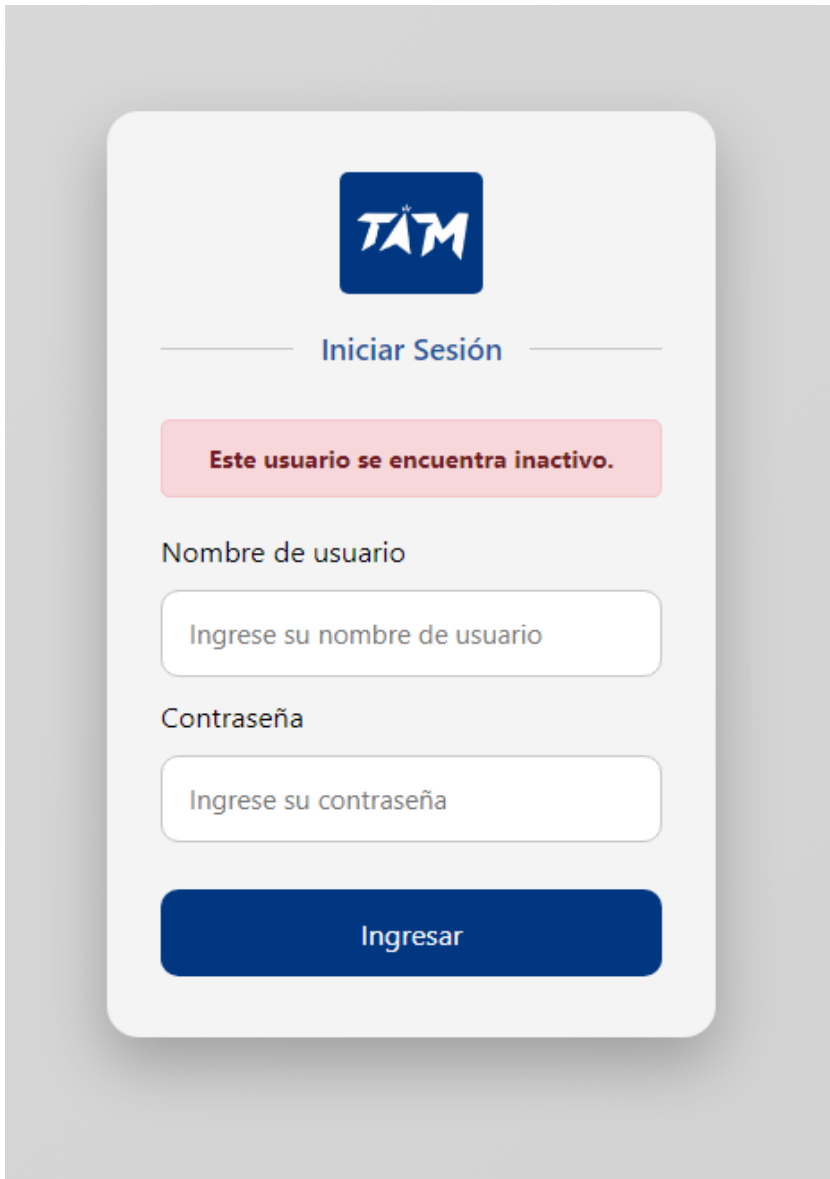 TAM
Iniciar Sesión
Este usuario se encuentra inactivo.
Nombre de usuario
Ingrese su nombre de usuario
Contraseña
Ingrese su contraseña
Ingresar